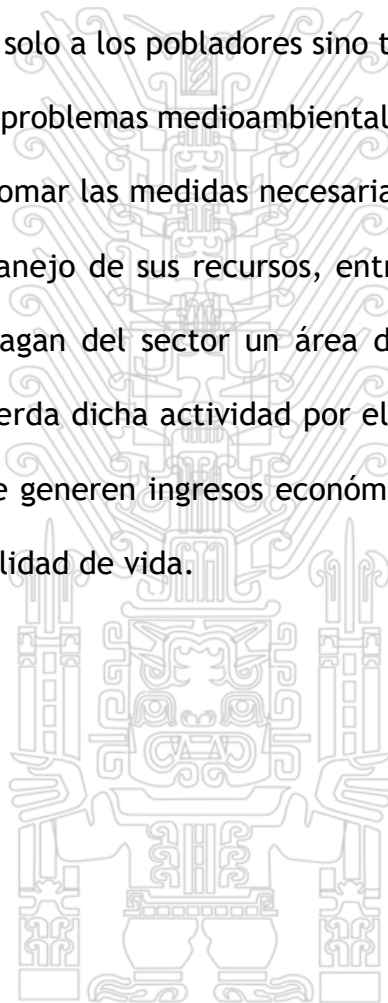 solo a los pobladores sino t
problemas medioambiental
omar las medidas necesaria
anejo de sus recursos, entr
agan del sector un área d
erda dicha actividad por el
e generen ingresos económ
lidad de vida.